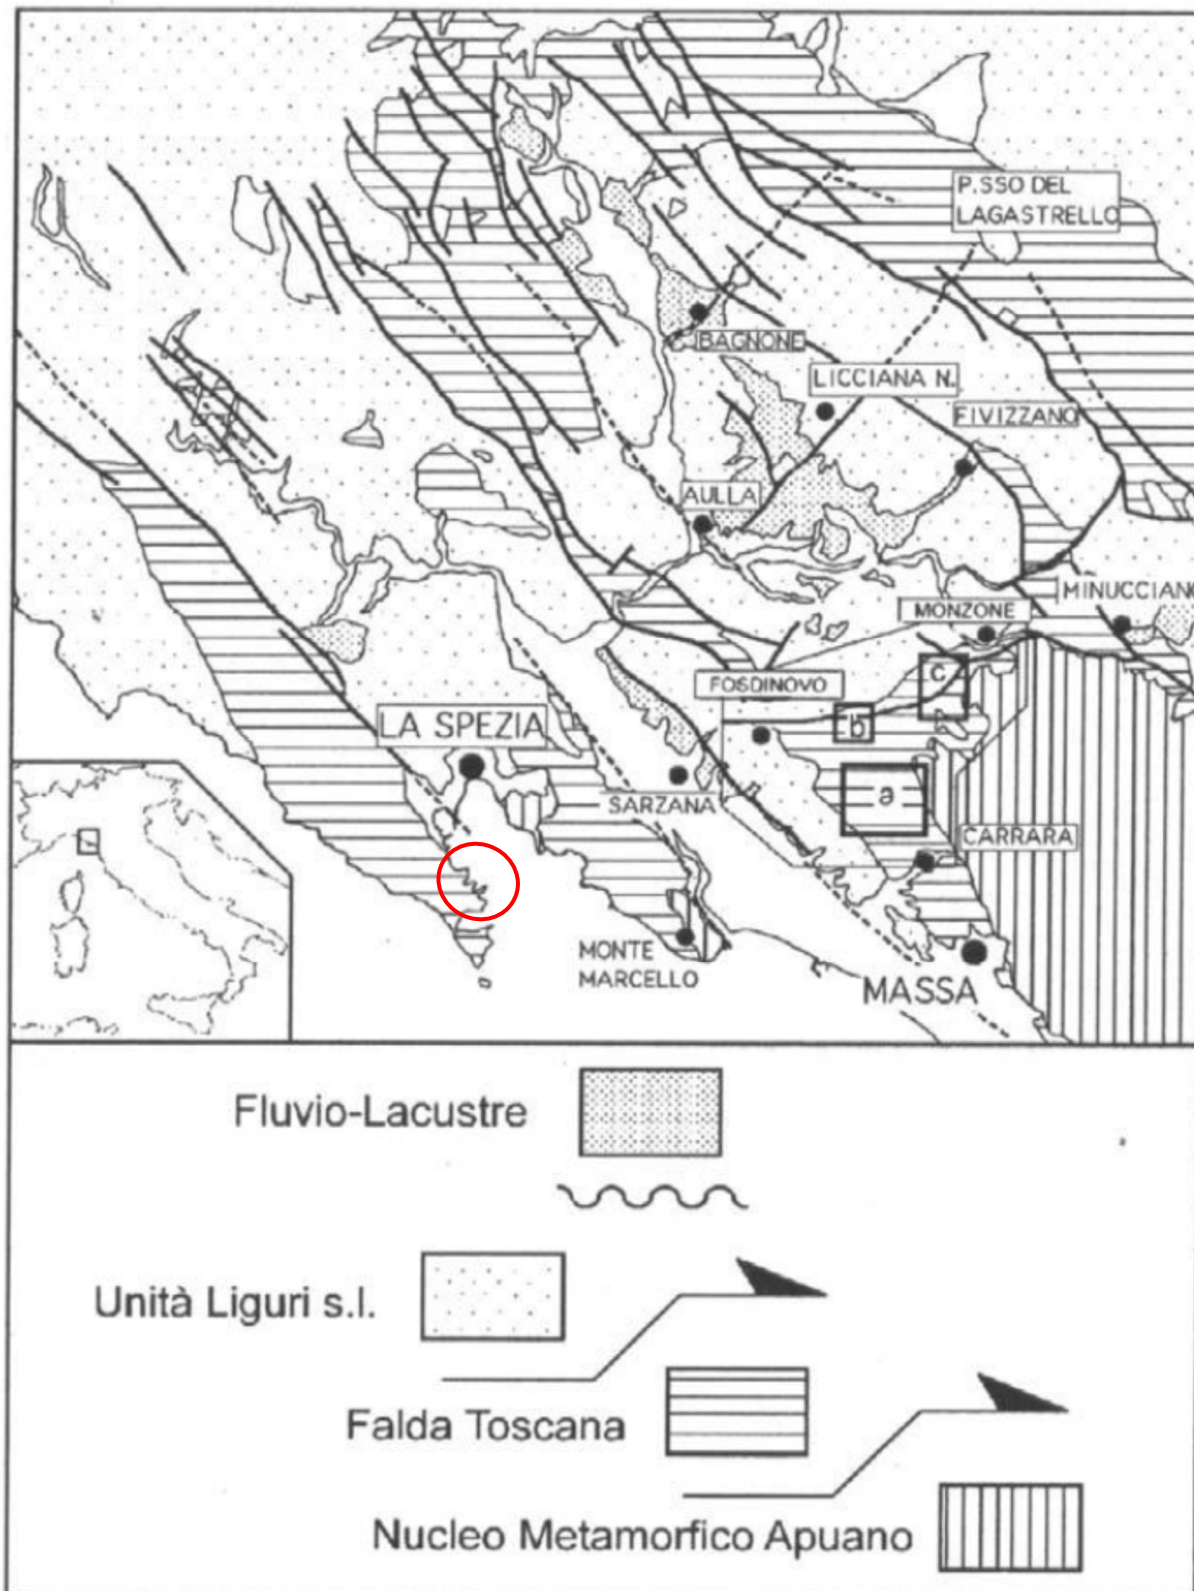 P.SSO DEL
LAGASTRELLO
BAGNONE
LICCIANA N.
FIVIZZANO
AULLA
MINUCCIANO
MONZONE
c
FOSDINOVO
b
LA SPEZIA
a
SARZANA
CARRARA
MONTE
MARCELLO
MASSA
Fluvio-Lacustre
Unità Liguri s.l.
Falda Toscana
Nucleo Metamorfico Apuano